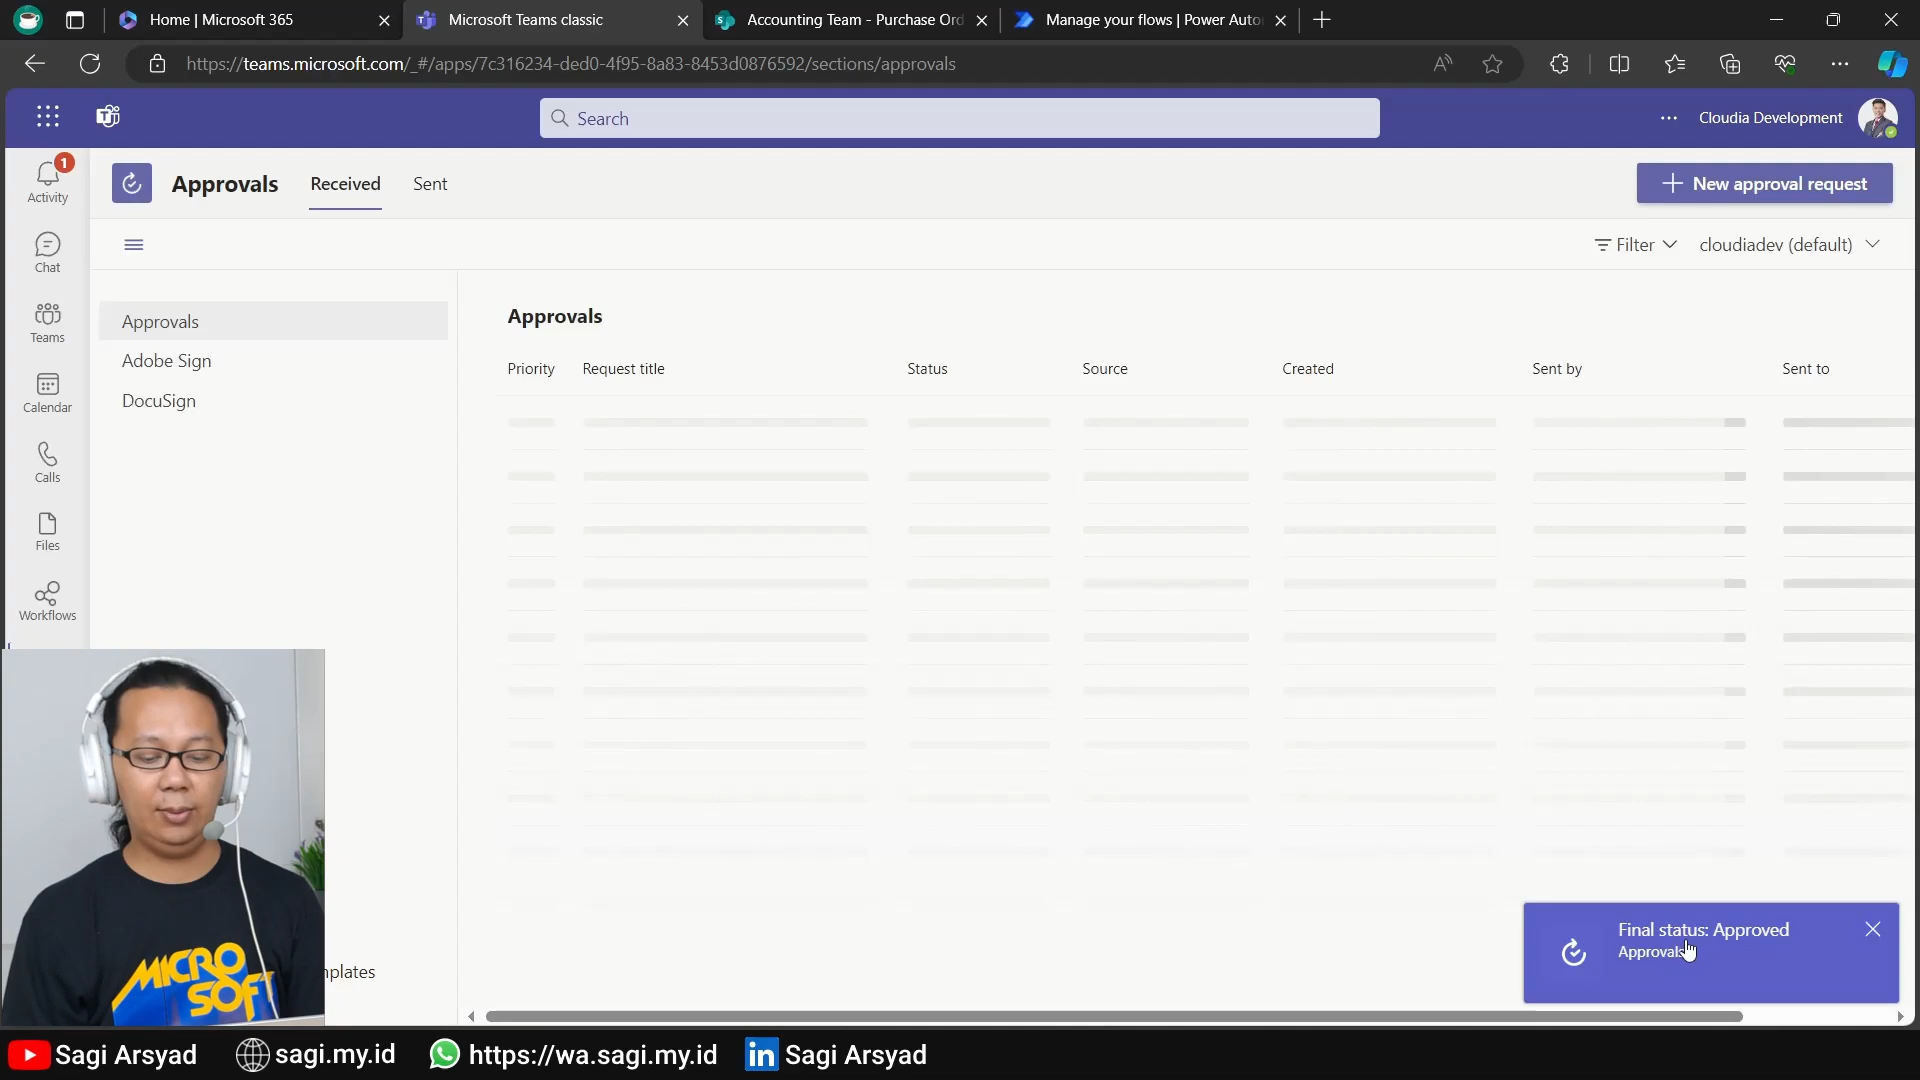 Home | Microsoft 365
Microsoft Teams classic
Accounting Team - Purchase Ord
Manage your flows | Power Auto
https://teams.microsoft.com/_#/apps/7c316234-ded0-4f95-8a83-8453d0876592/sections/approvals
Search
Cloudia Development
1
Activity
Chat
Teams
Calendar
Calls
Files
Workflows
Approvals
Received
Sent
New approval request
Filter
cloudiadev (default)
Approvals
Adobe Sign
DocuSign
mplates
Approvals
Priority
Request title
Status
Source
Created
Sent by
Sent to
Final status: Approved
Approvals
MICRO
SOFT
Sagi Arsyad
sagi.my.id
https://wa.sagi.my.id
in
Sagi Arsyad